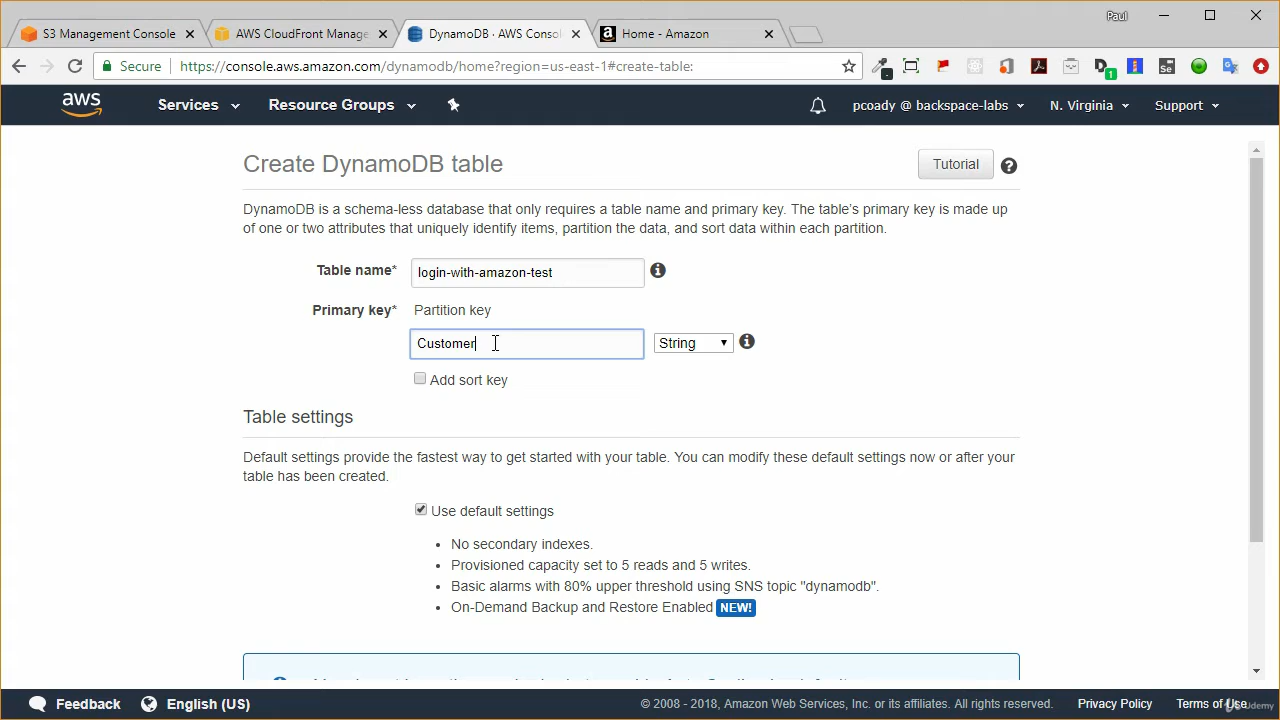 Paul
S3 Management Console
AWS CloudFront Manage
DynamoDB · AWS Consol
Home - Amazon
Secure
https://console.aws.amazon.com/dynamodb/home?region=us-east-1#create-table:
aws
Services
Resource Groups
pcoady @ backspace-labs
N. Virginia
Support
Create DynamoDB table
Tutorial
DynamoDB is a schema-less database that only requires a table name and primary key. The table's primary key is made up
of one or two attributes that uniquely identify items, partition the data, and sort data within each partition.
Table name*
login-with-amazon-test
Primary key*
Partition key
Customer
String
Add sort key
Table settings
Default settings provide the fastest way to get started with your table. You can modify these default settings now or after your
table has been created.
Use default settings
• No secondary indexes.
• Provisioned capacity set to 5 reads and 5 writes.
• Basic alarms with 80% upper threshold using SNS topic "dynamodb".
• On-Demand Backup and Restore Enabled NEW!
Feedback
English (US)
© 2008 - 2018, Amazon Web Services, Inc. or its affiliates. All rights reserved.
Privacy Policy
Terms of Use
Udemy